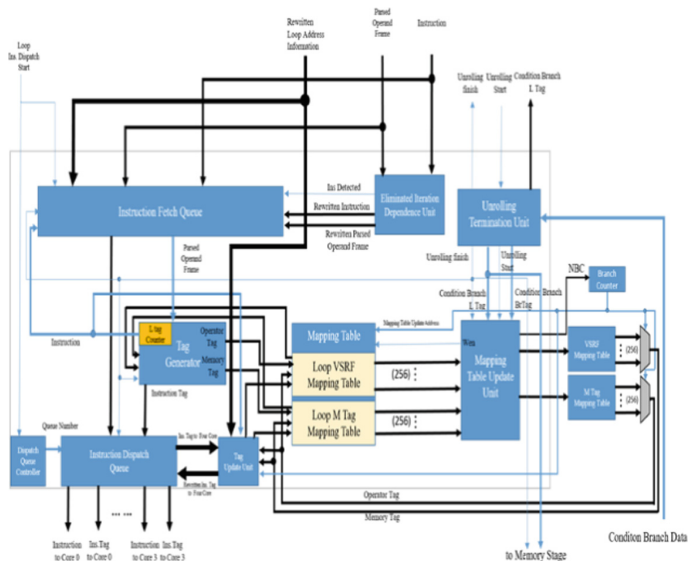 Rewritten
Loop Address
Information
Parsed
Operand
Frame
Instruction
Loop
Ins. Dispatch
Start
Unrolling
finish
Unrolling
Start
Condition Branch
L Tag
Instruction Fetch Queue
Ins Detected
Rewritten Instruction
Rewritten Parsed
Operand Frame
Eliminated Iteration
Dependence Unit
Unrolling
Termination Unit
Parsed
Operand
Frame
Unrolling finish
Unrolling
Start
Condition Branch
L Tag
Condition Branch
BrTag
NBC
Branch
Counter
Instruction
L tag
Counter
Tag
Generator
Operator
Tag
Memory
Tag
Instruction Tag
Mapping Table Update Address
Mapping Table
Loop VSRF
Mapping Table
(256)
Loop M Tag
Mapping Table
(256)
Wen
Mapping
Table Update
Unit
VSRF
Mapping Table
(256)
M Tag
Mapping Table
(256)
Queue Number
Dispatch
Queue
Controller
Instruction Dispatch
Queue
Ins. Tag to Four Core
Rewritten Ins. Tag
to Four Core
Tag
Update Unit
Operator Tag
Memory Tag
... ...
Instruction
to Core 0
Ins.Tag
to Core 0
Instruction
to Core 3
Ins.Tag
to Core 3
to Memory Stage
Conditon Branch Data